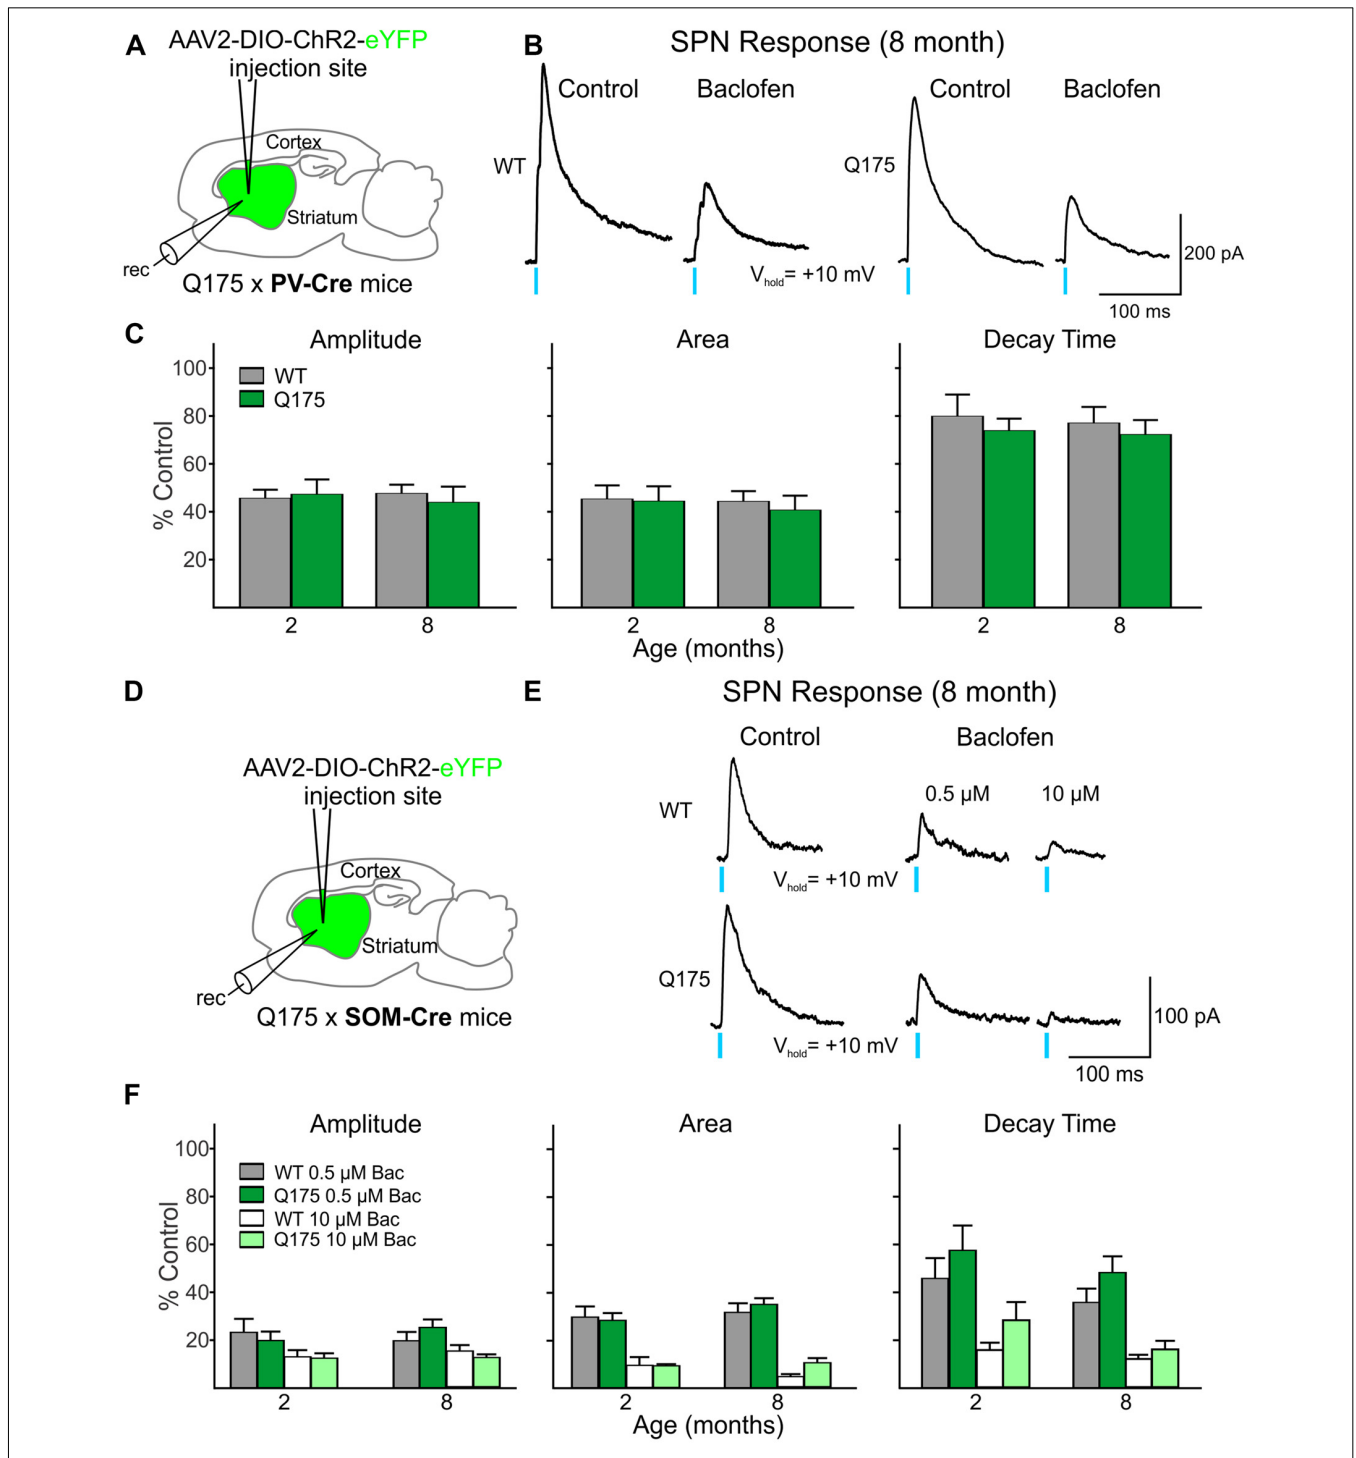 A
AAV2-DIO-ChR2-eYFP
injection site
Cortex
Striatum
rec
Q175 x PV-Cre mice
B
SPN Response (8 month)
Control
Baclofen
Control
Baclofen
WT
Q175
Vhold= +10 mV
200 pA
100 ms
C
Amplitude
Area
Decay Time
WT
Q175
% Control
100
80
60
40
20
2
8
2
8
2
8
Age (months)
D
AAV2-DIO-ChR2-eYFP
injection site
Cortex
Striatum
rec
Q175 x SOM-Cre mice
E
SPN Response (8 month)
Control
Baclofen
0.5 µM
10 µM
WT
Vhold= +10 mV
Q175
Vhold= +10 mV
100 pA
100 ms
F
Amplitude
Area
Decay Time
WT 0.5 µM Bac
Q175 0.5 µM Bac
WT 10 µM Bac
Q175 10 µM Bac
% Control
100
80
60
40
20
2
8
2
8
2
8
Age (months)